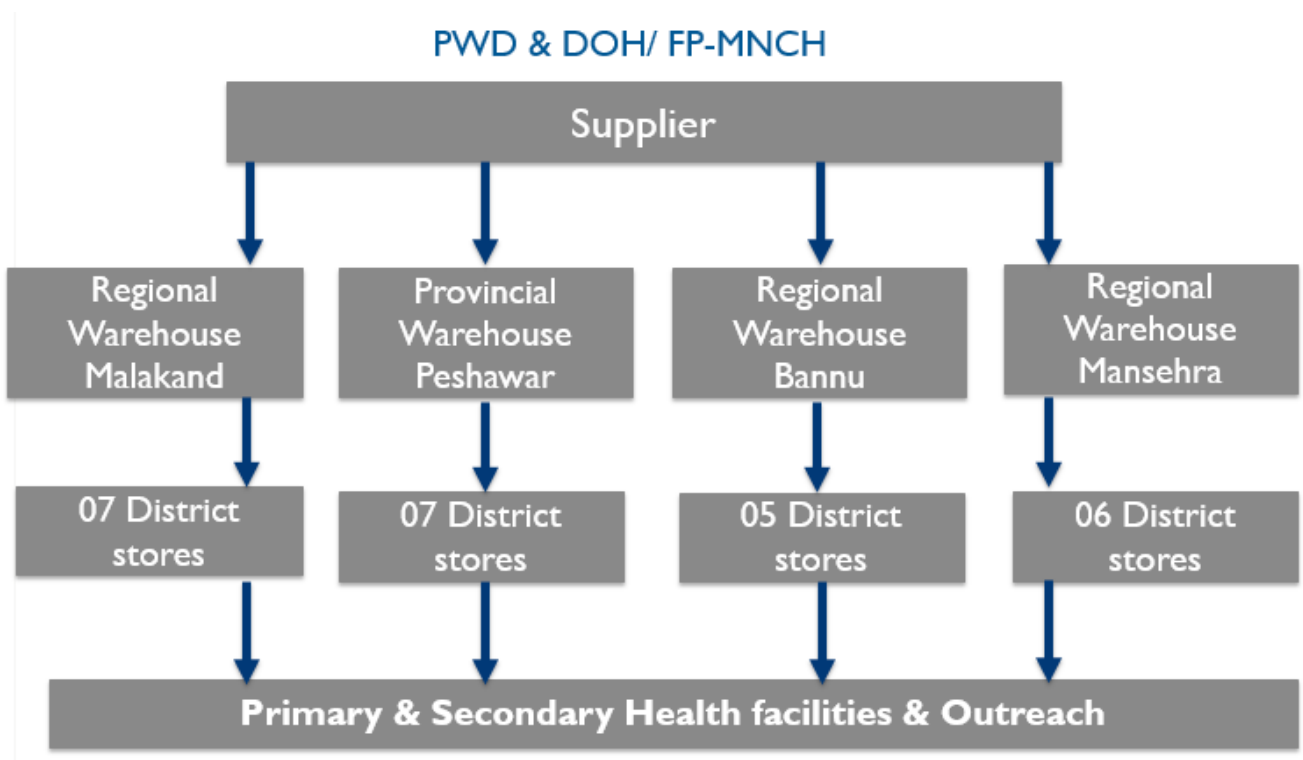 PWD & DOH/ FP-MNCH
Supplier
Regional
Warehouse
Malakand
Provincial
Warehouse
Peshawar
Regional
Warehouse
Bannu
Regional
Warehouse
Mansehra
07 District
stores
07 District
stores
05 District
stores
06 District
stores
Primary & Secondary Health facilities & Outreach